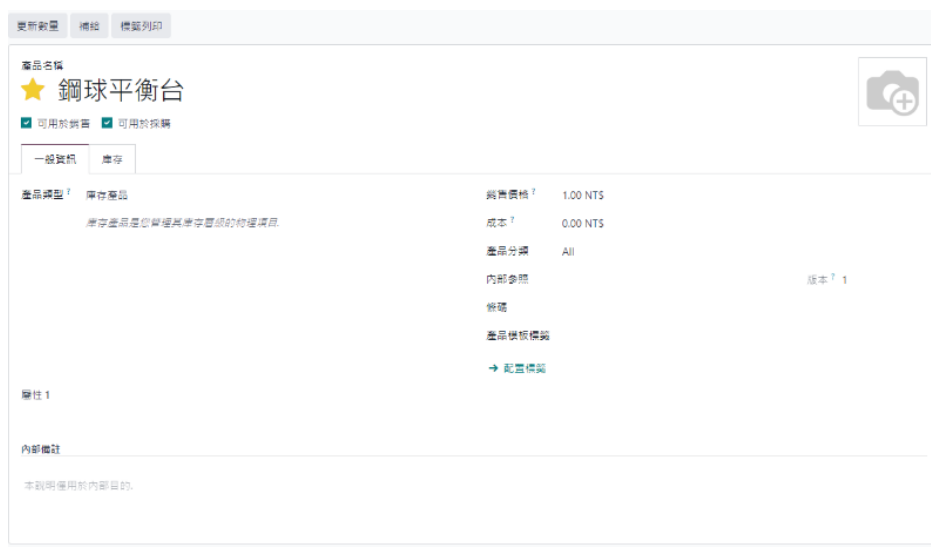 更新數量 補給 標籤列印
產品名稱
鋼球平衡台
可用於銷售 可用於採購
一般資訊 庫存
產品類型? 庫存產品
庫存產品是您管理其庫存層級的物理項目.
銷售價格? 1.00 NT$
成本? 0.00 NT$
產品分類 All
內部參照 版本? 1
條碼
產品模板標籤
→ 配置標籤
屬性 1
內部備註
本說明僅用於內部目的.